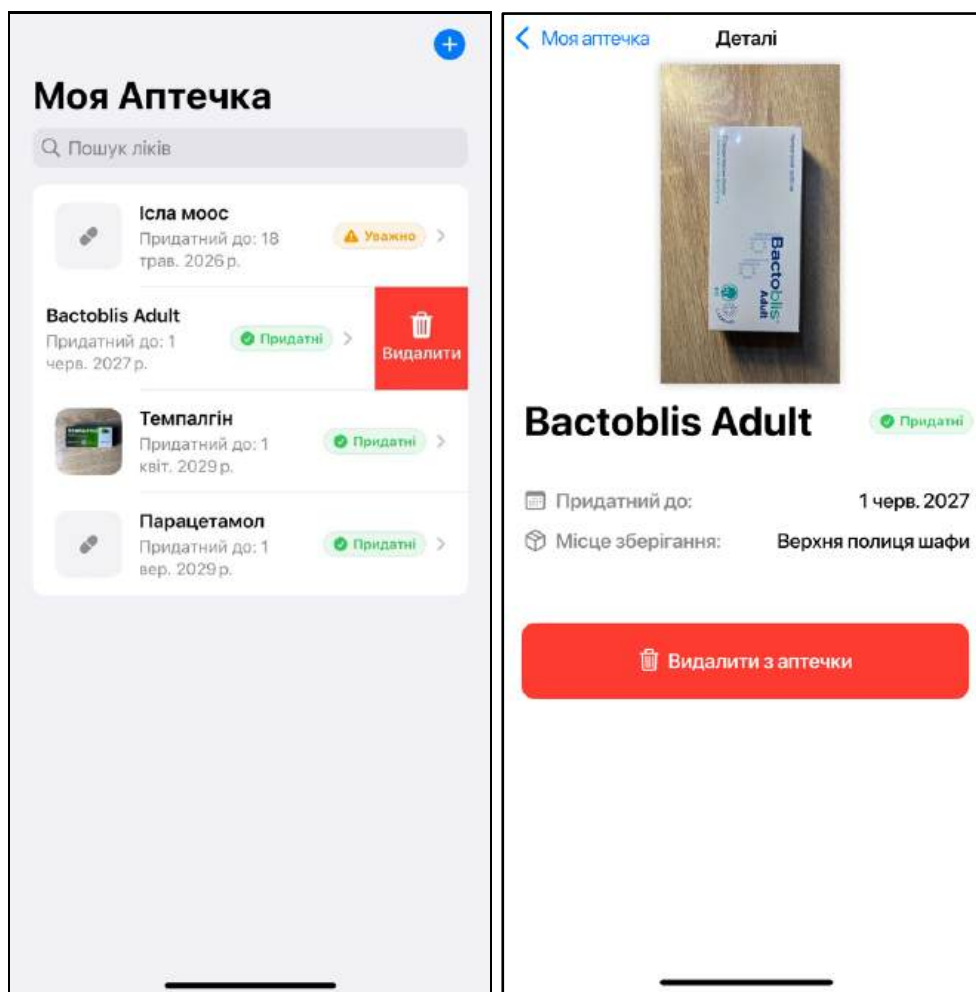 Моя Аптечка
Пошук ліків
Ісла моос
Придатний до: 18
трав. 2026 р.
Уважно
Bactoblis Adult
Придатний до: 1
черв. 2027 р.
Придатні
Видалити
Темпалгін
Придатний до: 1
квіт. 2029 р.
Придатні
Парацетамол
Придатний до: 1
вер. 2029 р.
Придатні
Моя аптечка
Деталі
Bactoblis
Adult
Bactoblis Adult
Придатні
Придатний до:
1 черв. 2027
Місце зберігання:
Верхня полиця шафи
Видалити з аптечки